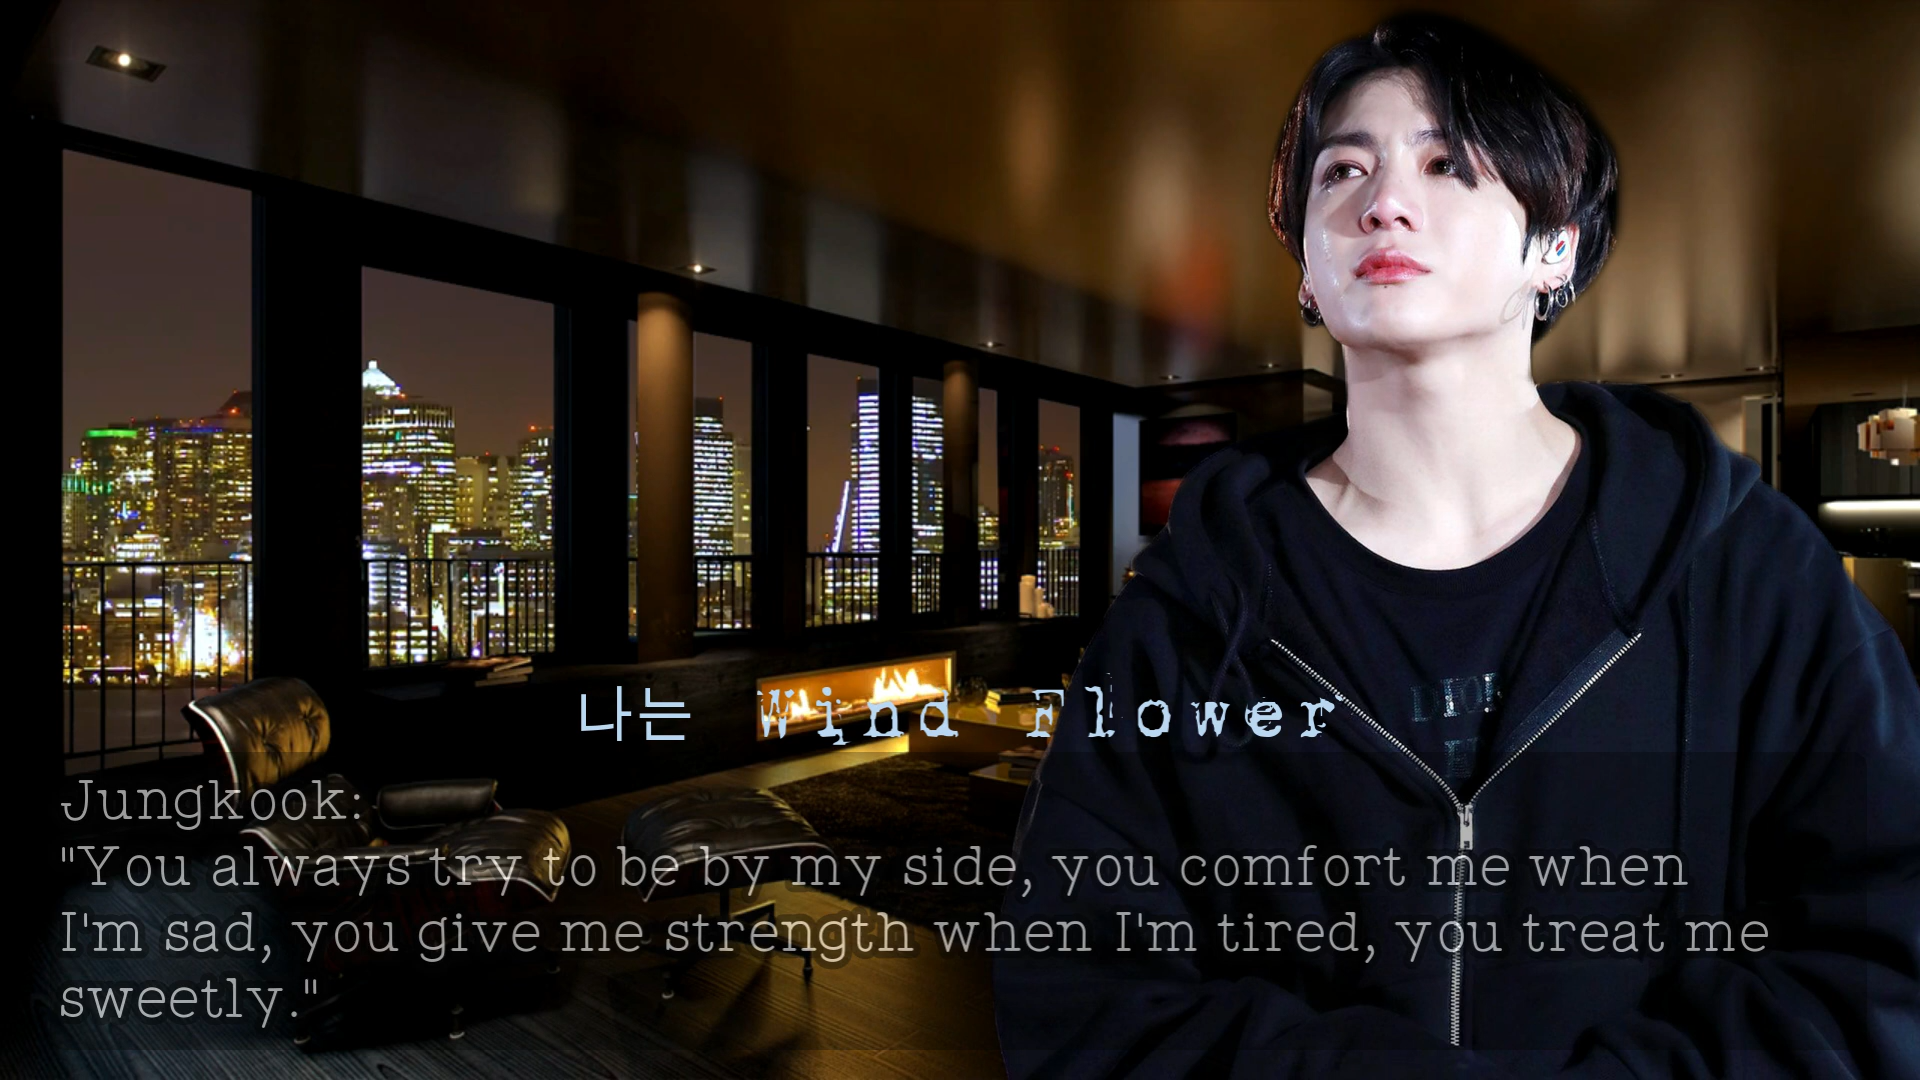 나는 Wind Flower
Jungkook:
"You always try to be by my side, you comfort me when
I'm sad, you give me strength when I'm tired, you treat me
sweetly."